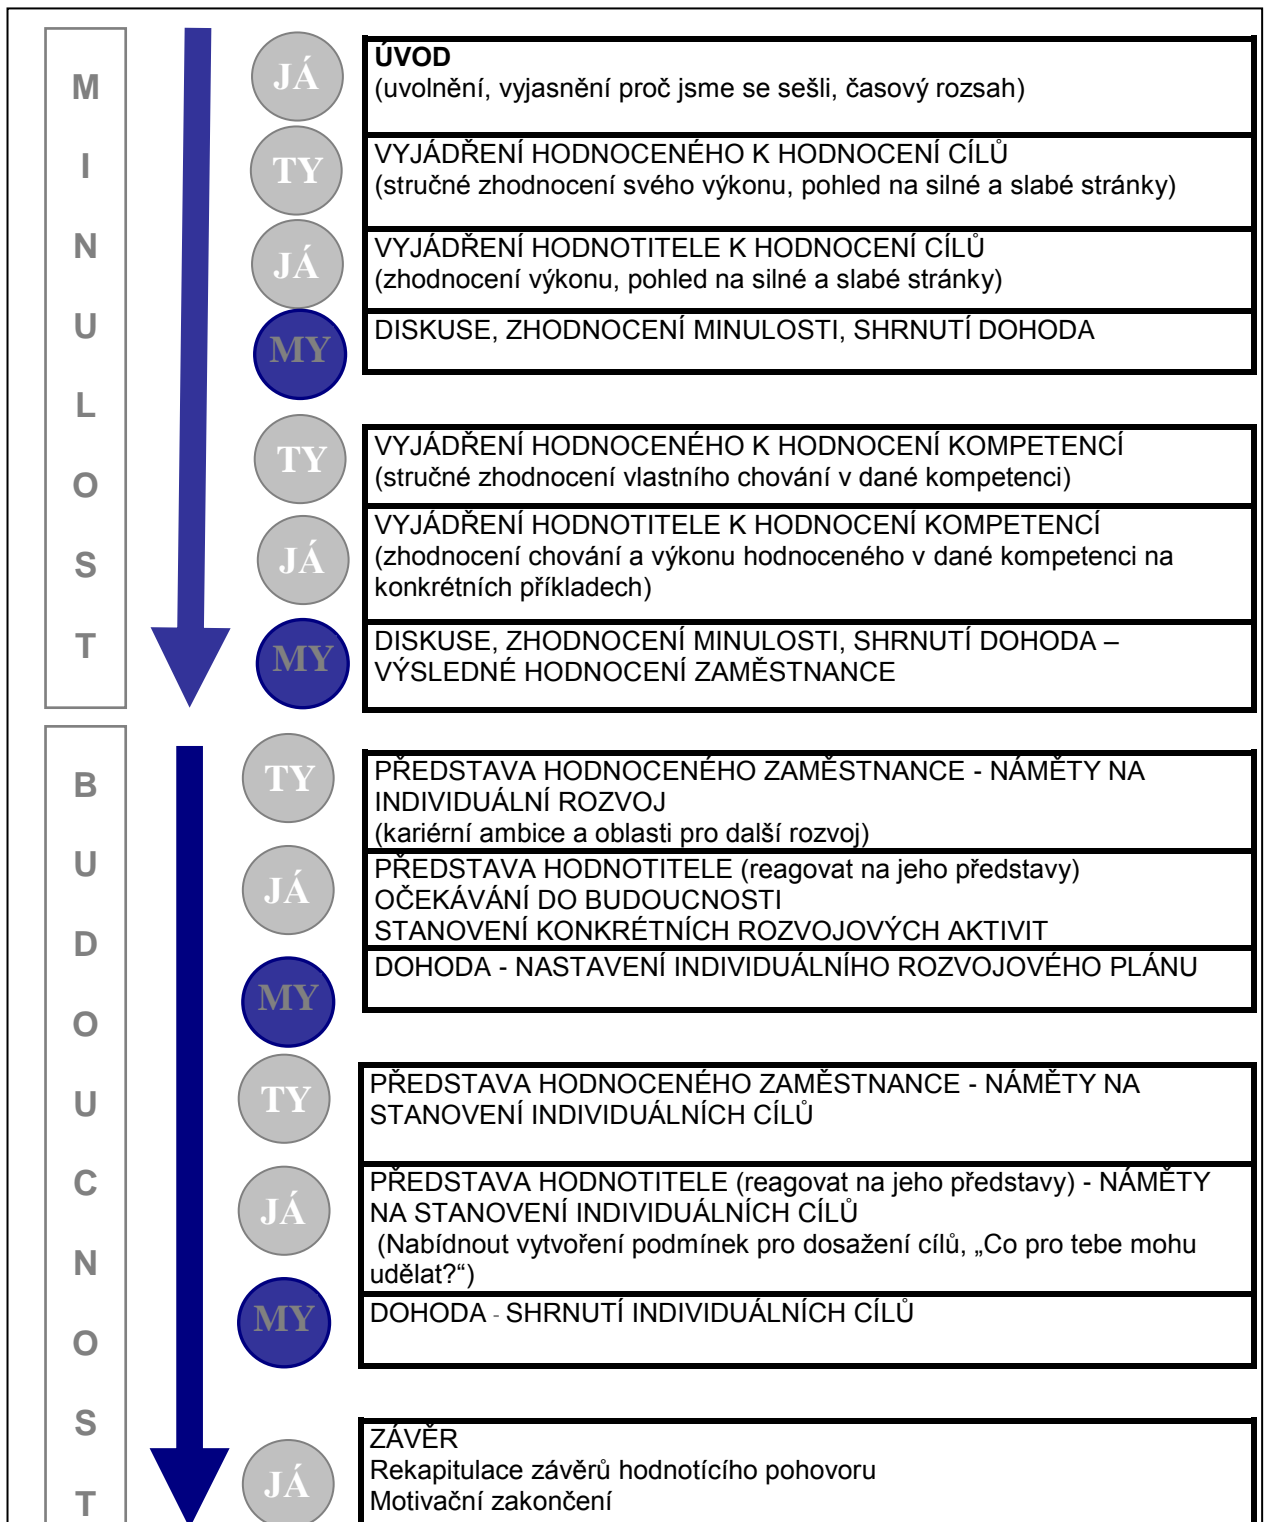 MINULOST
JÁ
ÚVOD
(uvolnění, vyjasnění proč jsme se sešli, časový rozsah)
TY
VYJÁDŘENÍ HODNOCENÉHO K HODNOCENÍ CÍLŮ
(stručné zhodnocení svého výkonu, pohled na silné a slabé stránky)
JÁ
VYJÁDŘENÍ HODNOTITELE K HODNOCENÍ CÍLŮ
(zhodnocení výkonu, pohled na silné a slabé stránky)
MY
DISKUSE, ZHODNOCENÍ MINULOSTI, SHRNUTÍ DOHODA
TY
VYJÁDŘENÍ HODNOCENÉHO K HODNOCENÍ KOMPETENCÍ
(stručné zhodnocení vlastního chování v dané kompetenci)
JÁ
VYJÁDŘENÍ HODNOTITELE K HODNOCENÍ KOMPETENCÍ
(zhodnocení chování a výkonu hodnoceného v dané kompetenci na
konkrétních příkladech)
MY
DISKUSE, ZHODNOCENÍ MINULOSTI, SHRNUTÍ DOHODA –
VÝSLEDNÉ HODNOCENÍ ZAMĚSTNANCE
BUDOUCNOST
TY
PŘEDSTAVA HODNOCENÉHO ZAMĚSTNANCE - NÁMĚTY NA
INDIVIDUÁLNÍ ROZVOJ
(kariérní ambice a oblasti pro další rozvoj)
JÁ
PŘEDSTAVA HODNOTITELE (reagovat na jeho představy)
OČEKÁVÁNÍ DO BUDOUCNOSTI
STANOVENÍ KONKRÉTNÍCH ROZVOJOVÝCH AKTIVIT
MY
DOHODA - NASTAVENÍ INDIVIDUÁLNÍHO ROZVOJOVÉHO PLÁNU
TY
PŘEDSTAVA HODNOCENÉHO ZAMĚSTNANCE - NÁMĚTY NA
STANOVENÍ INDIVIDUÁLNÍCH CÍLŮ
JÁ
PŘEDSTAVA HODNOTITELE (reagovat na jeho představy) - NÁMĚTY
NA STANOVENÍ INDIVIDUÁLNÍCH CÍLŮ
(Nabídnout vytvoření podmínek pro dosažení cílů, „Co pro tebe mohu
udělat?“)
MY
DOHODA - SHRNUTÍ INDIVIDUÁLNÍCH CÍLŮ
JÁ
ZÁVĚR
Rekapitulace závěrů hodnotícího pohovoru
Motivační zakončení